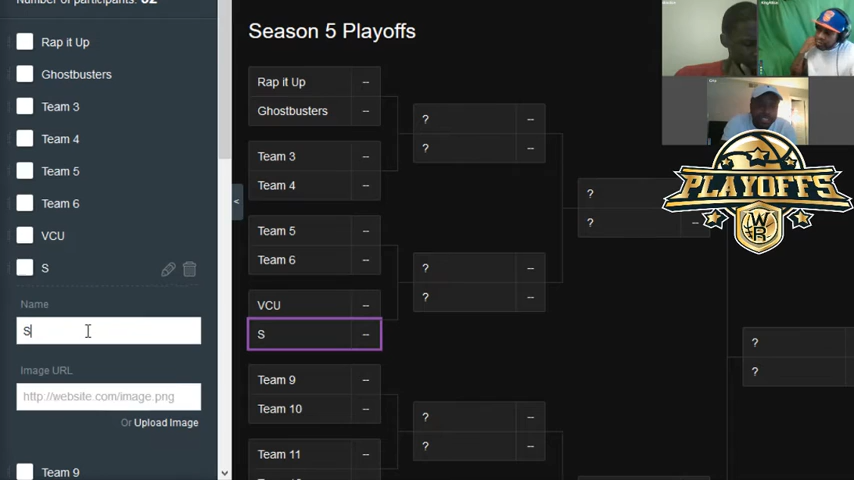 Number of participants: 32
Rap it Up
Ghostbusters
Team 3
Team 4
Team 5
Team 6
VCU
S
Name
S
Image URL
http://website.com/image.png
Or Upload Image
Team 9
<
Season 5 Playoffs
Rap it Up --
Ghostbusters --
? --
? --
Team 3 --
Team 4 --
?
? --
Team 5 --
Team 6 --
? --
? --
VCU --
S --
?
?
Team 9 --
Team 10 --
? --
? --
Team 11 --
PLAYOFFS
WR